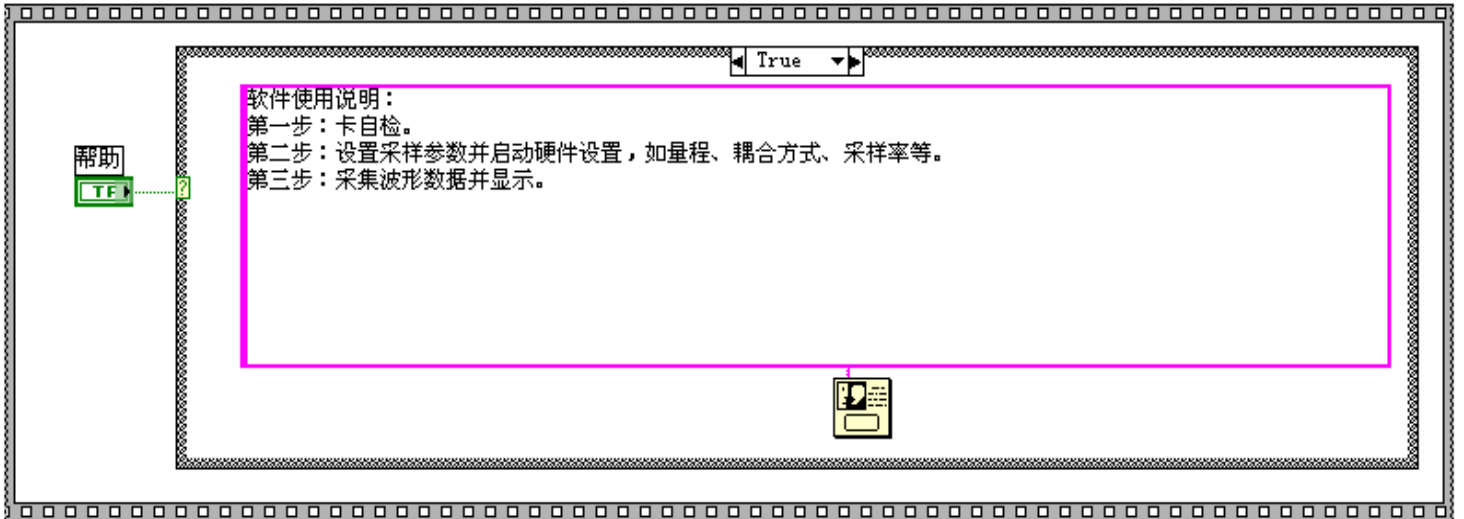 True
软件使用说明：
第一步：卡自检。
帮助
第二步：设置采样参数并启动硬件设置，如量程、耦合方式、采样率等。
第三步：采集波形数据并显示。
TF
?